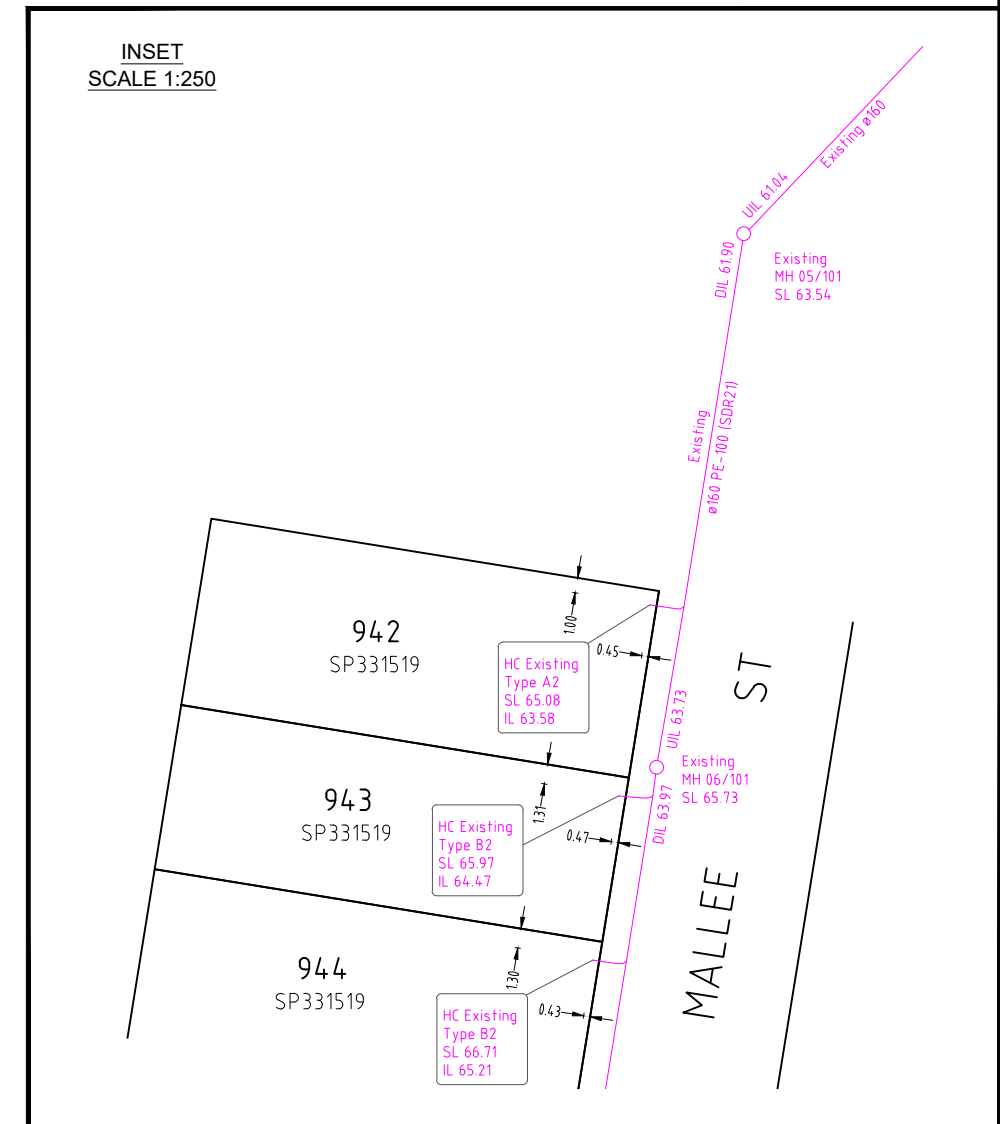 INSET
SCALE 1:250
Existing ø160
UIL 61.04
DIL 61.90
Existing
MH 05/101
SL 63.54
Existing
ø160 PE-100 (SDR21)
942
SP331519
1.00
0.45
HC Existing
Type A2
SL 65.08
IL 63.58
ST
UIL 63.73
Existing
MH 06/101
SL 65.73
943
SP331519
1.31
0.47
DIL 63.97
HC Existing
Type B2
SL 65.97
IL 64.47
MALLEE
944
SP331519
1.30
0.43
HC Existing
Type B2
SL 66.71
IL 65.21